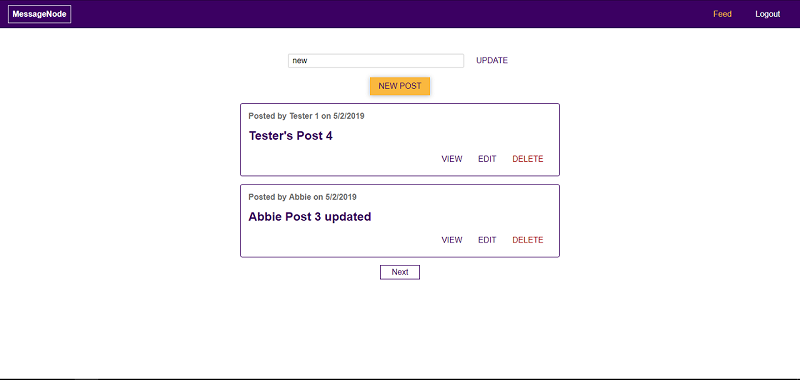 MessageNode Feed Logout
new UPDATE
NEW POST
Posted by Tester 1 on 5/2/2019
Tester's Post 4
VIEW EDIT DELETE
Posted by Abbie on 5/2/2019
Abbie Post 3 updated
VIEW EDIT DELETE
Next